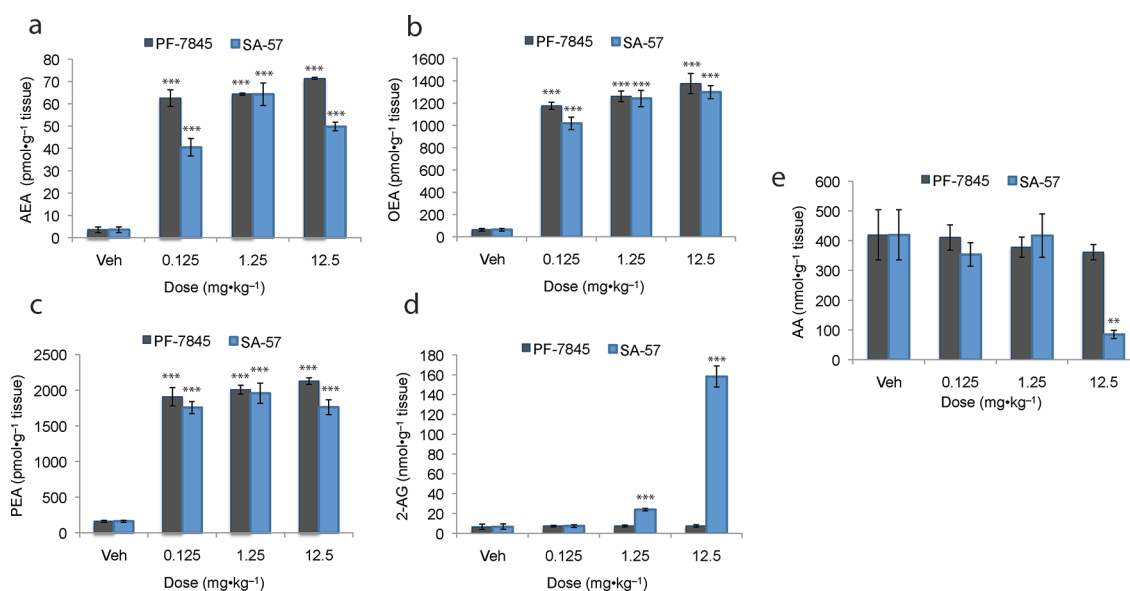 a
PF-7845 SA-57
AEA (pmol•g⁻¹ tissue)
80
70
60
50
40
30
20
10
0
*** *** *** *** *** ***
Veh 0.125 1.25 12.5
Dose (mg•kg⁻¹)
b
PF-7845 SA-57
OEA (pmol•g⁻¹ tissue)
1600
1400
1200
1000
800
600
400
200
0
*** *** *** *** *** ***
Veh 0.125 1.25 12.5
Dose (mg•kg⁻¹)
c
PF-7845 SA-57
PEA (pmol•g⁻¹ tissue)
2500
2000
1500
1000
500
0
*** *** *** *** *** ***
Veh 0.125 1.25 12.5
Dose (mg•kg⁻¹)
d
PF-7845 SA-57
2-AG (nmol•g⁻¹ tissue)
180
160
140
120
100
80
60
40
20
0
*** ***
Veh 0.125 1.25 12.5
Dose (mg•kg⁻¹)
e
PF-7845 SA-57
AA (nmol•g⁻¹ tissue)
600
500
400
300
200
100
0
**
Veh 0.125 1.25 12.5
Dose (mg•kg⁻¹)